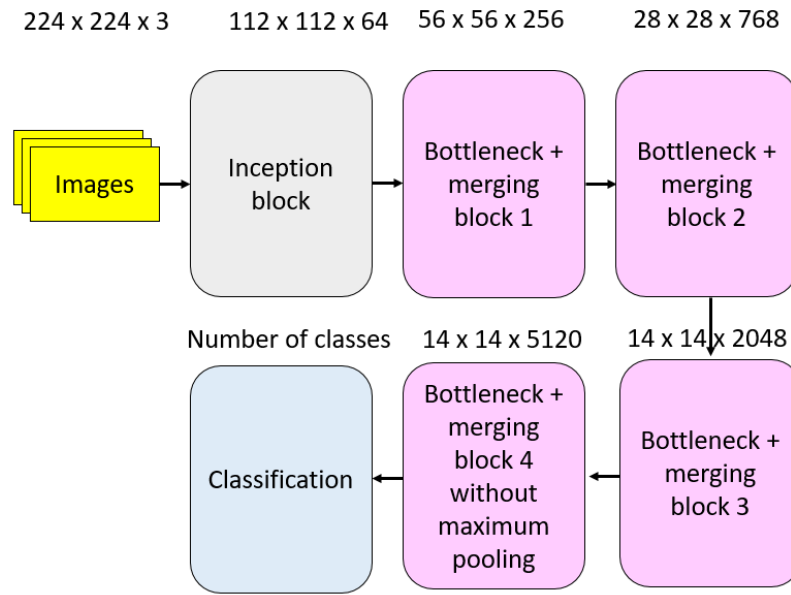 224 x 224 x 3
112 x 112 x 64
56 x 56 x 256
28 x 28 x 768
Images
Inception
block
Bottleneck +
merging
block 1
Bottleneck +
merging
block 2
Number of classes
14 x 14 x 5120
14 x 14 x 2048
Classification
Bottleneck +
merging
block 4
without
maximum
pooling
Bottleneck +
merging
block 3